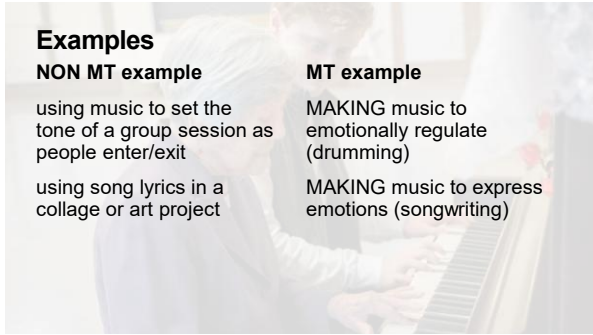 Examples
NON MT example
using music to set the
tone of a group session as
people enter/exit
using song lyrics in a
collage or art project
MT example
MAKING music to
emotionally regulate
(drumming)
MAKING music to express
emotions (songwriting)